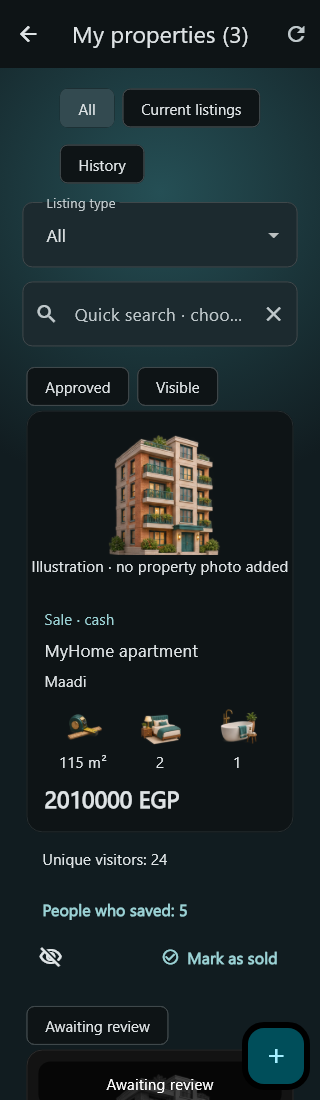 My properties (3)
All
Current listings
History
Listing type
All
Quick search · choo...
Approved
Visible
Illustration · no property photo added
Sale · cash
MyHome apartment
Maadi
115 m²
2
1
2010000 EGP
Unique visitors: 24
People who saved: 5
Mark as sold
Awaiting review
Awaiting review